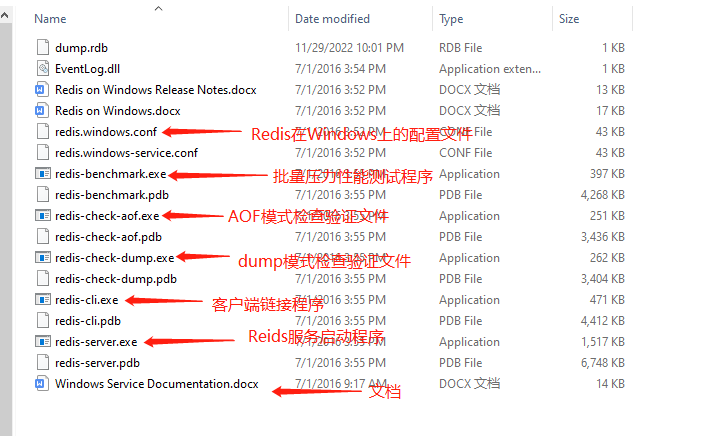 Name Date modified Type Size
dump.rdb 11/29/2022 10:01 PM RDB File 1 KB
EventLog.dll 7/1/2016 3:54 PM Application exten... 1 KB
Redis on Windows Release Notes.docx 7/1/2016 3:52 PM DOCX 文档 13 KB
Redis on Windows.docx 7/1/2016 3:52 PM DOCX 文档 17 KB
redis.windows.conf Redis在Windows上的配置文件 7/1/2016 3:52 PM CONF File 43 KB
redis.windows-service.conf 7/1/2016 3:52 PM CONF File 43 KB
redis-benchmark.exe 批量压力性能测试程序 Application 397 KB
redis-benchmark.pdb 7/1/2016 3:55 PM PDB File 4,268 KB
redis-check-aof.exe AOF模式检查验证文件 Application 251 KB
redis-check-aof.pdb 7/1/2016 3:55 PM PDB File 3,436 KB
redis-check-dump.exe dump模式检查验证文件 Application 262 KB
redis-check-dump.pdb 7/1/2016 3:55 PM PDB File 3,404 KB
redis-cli.exe 客户端链接程序 7/1/2016 3:55 PM Application 471 KB
redis-cli.pdb 7/1/2016 3:55 PM PDB File 4,412 KB
redis-server.exe Reids服务启动程序 7/1/2016 3:55 PM Application 1,517 KB
redis-server.pdb 7/1/2016 3:55 PM PDB File 6,748 KB
Windows Service Documentation.docx 7/1/2016 9:17 AM 文档 DOCX 文档 14 KB